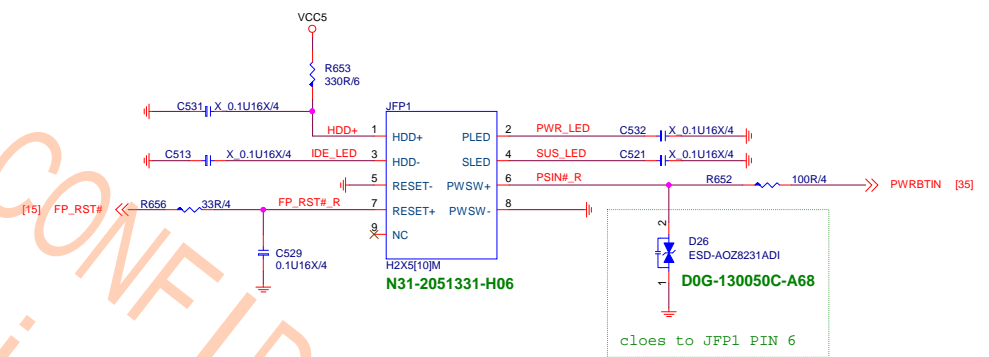 VCC5
R653
330R/6
C531 X_0.1U16X/4
JFP1
HDD+ 1 HDD+ PLED 2 PWR_LED C532 X_0.1U16X/4
C513 X_0.1U16X/4 IDE_LED 3 HDD- SLED 4 SUS_LED C521 X_0.1U16X/4
5 RESET- PWSW+ 6 PSIN#_R R652 100R/4 PWRBTIN [35]
[15] FP_RST# R656 33R/4 FP_RST#_R 7 RESET+ PWSW- 8
9 NC
C529
0.1U16X/4
H2X5[10]M
N31-2051331-H06
2
D26
ESD-AOZ8231ADI
D0G-130050C-A68
1
cloes to JFP1 PIN 6